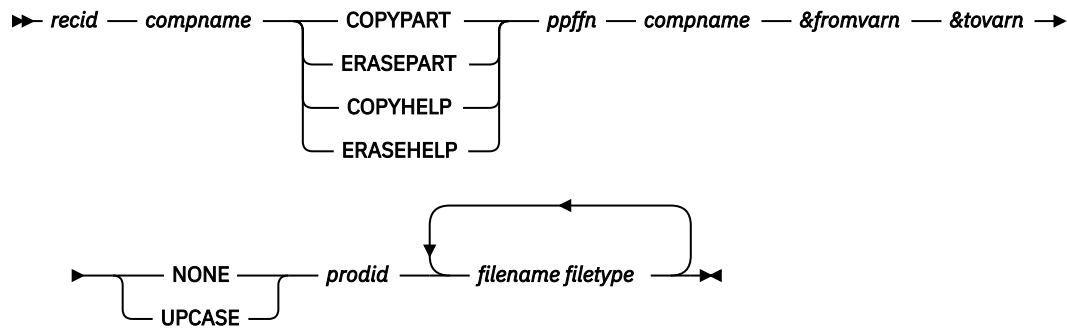 recid compname COPYPART ppffn compname &fromvarn &tovarn
ERASEPART
COPYHELP
ERASEHELP
NONE prodid filename filetype
UPCASE